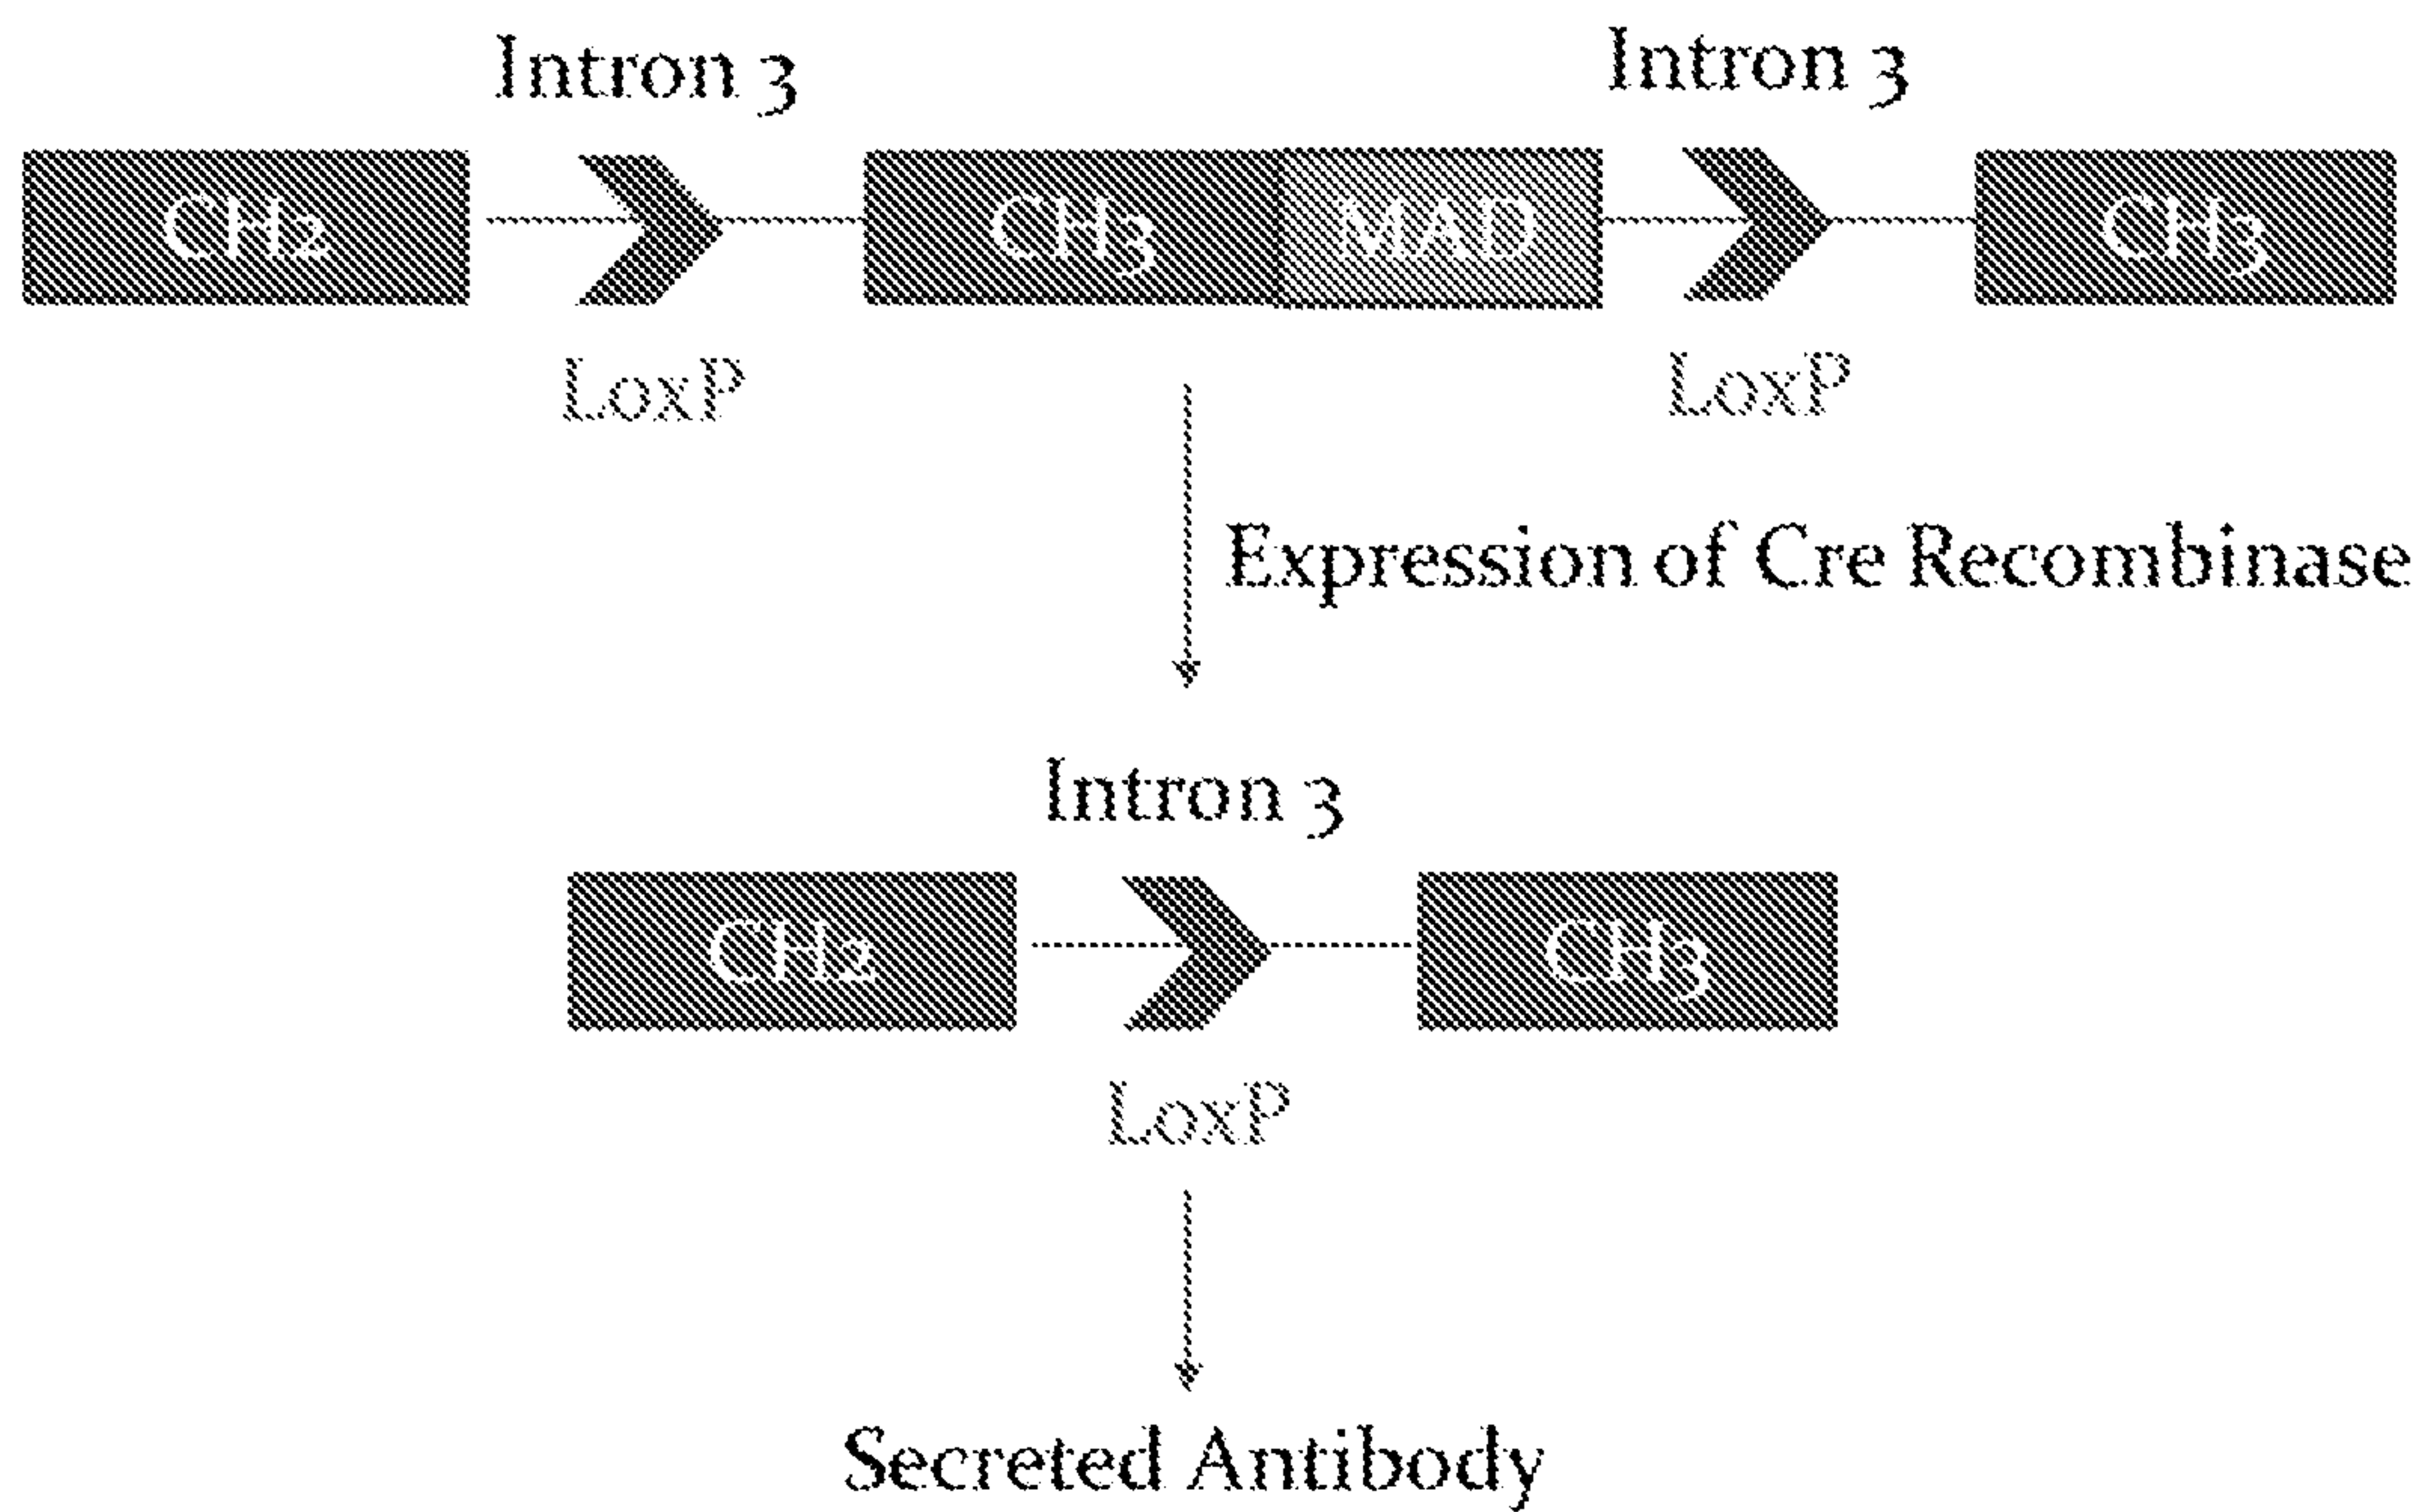 Intron 3 Intron 3
CH2 CH3 MAD CH3
LoxP LoxP
Expression of Cre Recombinase
Intron 3
CH2 CH3
LoxP
Secreted Antibody